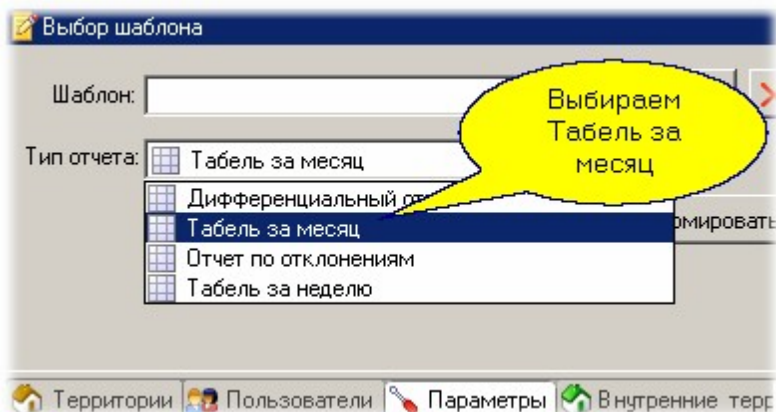 Выбор шаблона
Шаблон:
Выбираем
Табель за
месяц
Тип отчета: Табель за месяц
Дифференциальный
Табель за месяц
Отчет по отклонениям
Табель за неделю
Территории Пользователи Параметры Внутренние